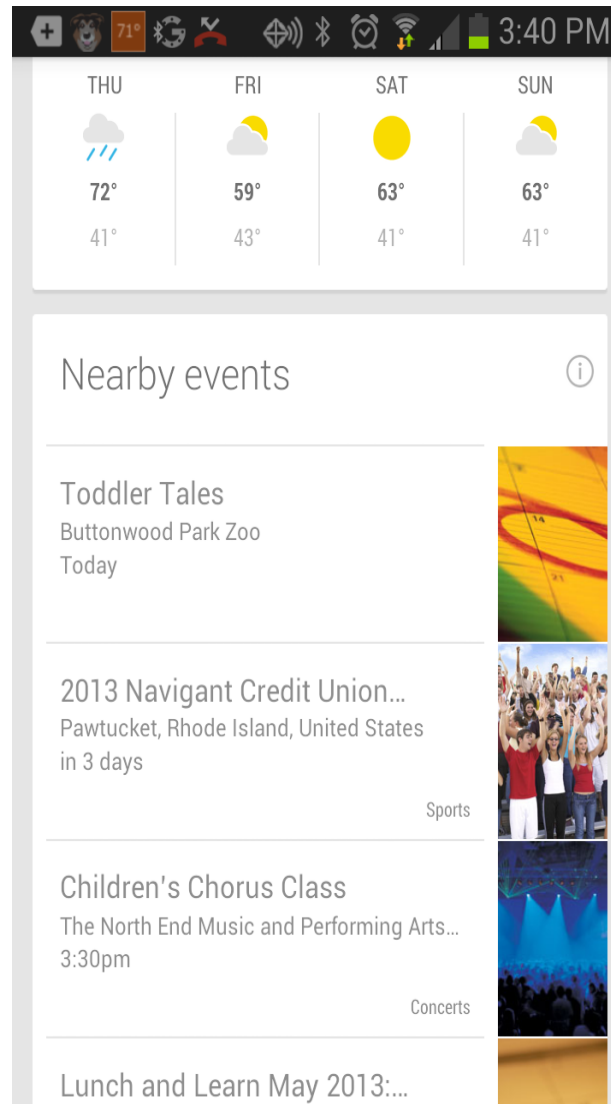 71° 3:40 PM
THU FRI SAT SUN
72° 59° 63° 63°
41° 43° 41° 41°
Nearby events
Toddler Tales
Buttonwood Park Zoo
Today
14
21
2013 Navigant Credit Union...
Pawtucket, Rhode Island, United States
in 3 days
Sports
Children's Chorus Class
The North End Music and Performing Arts...
3:30pm
Concerts
Lunch and Learn May 2013:...